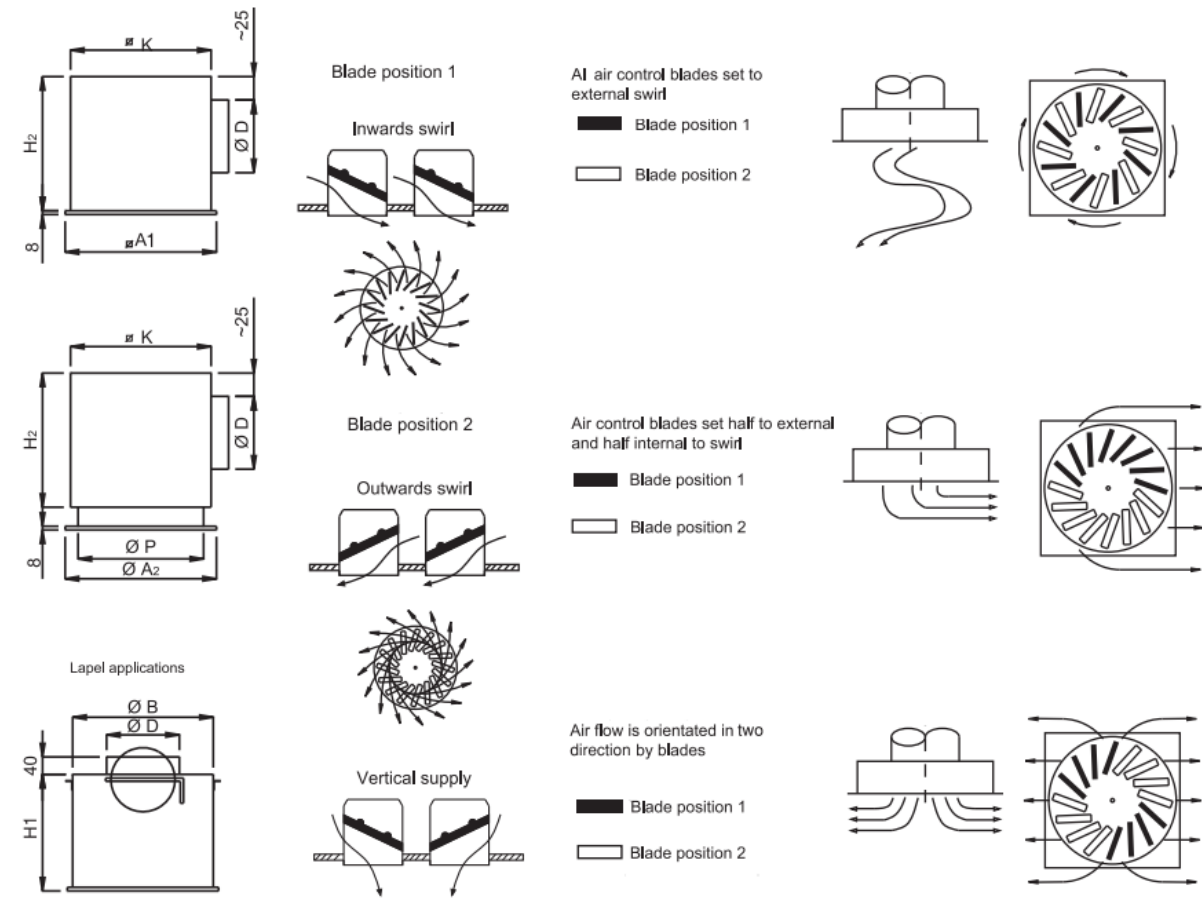 ø K
~25
H2
Ø D
8
øA1
ø K
~25
H2
Ø D
8
Ø P
Ø A2
Lapel applications
Ø B
Ø D
40
H1
Blade position 1
Inwards swirl
Blade position 2
Outwards swirl
Vertical supply
Al air control blades set to
external swirl
Blade position 1
Blade position 2
Air control blades set half to external
and half internal to swirl
Blade position 1
Blade position 2
Air flow is orientated in two
direction by blades
Blade position 1
Blade position 2